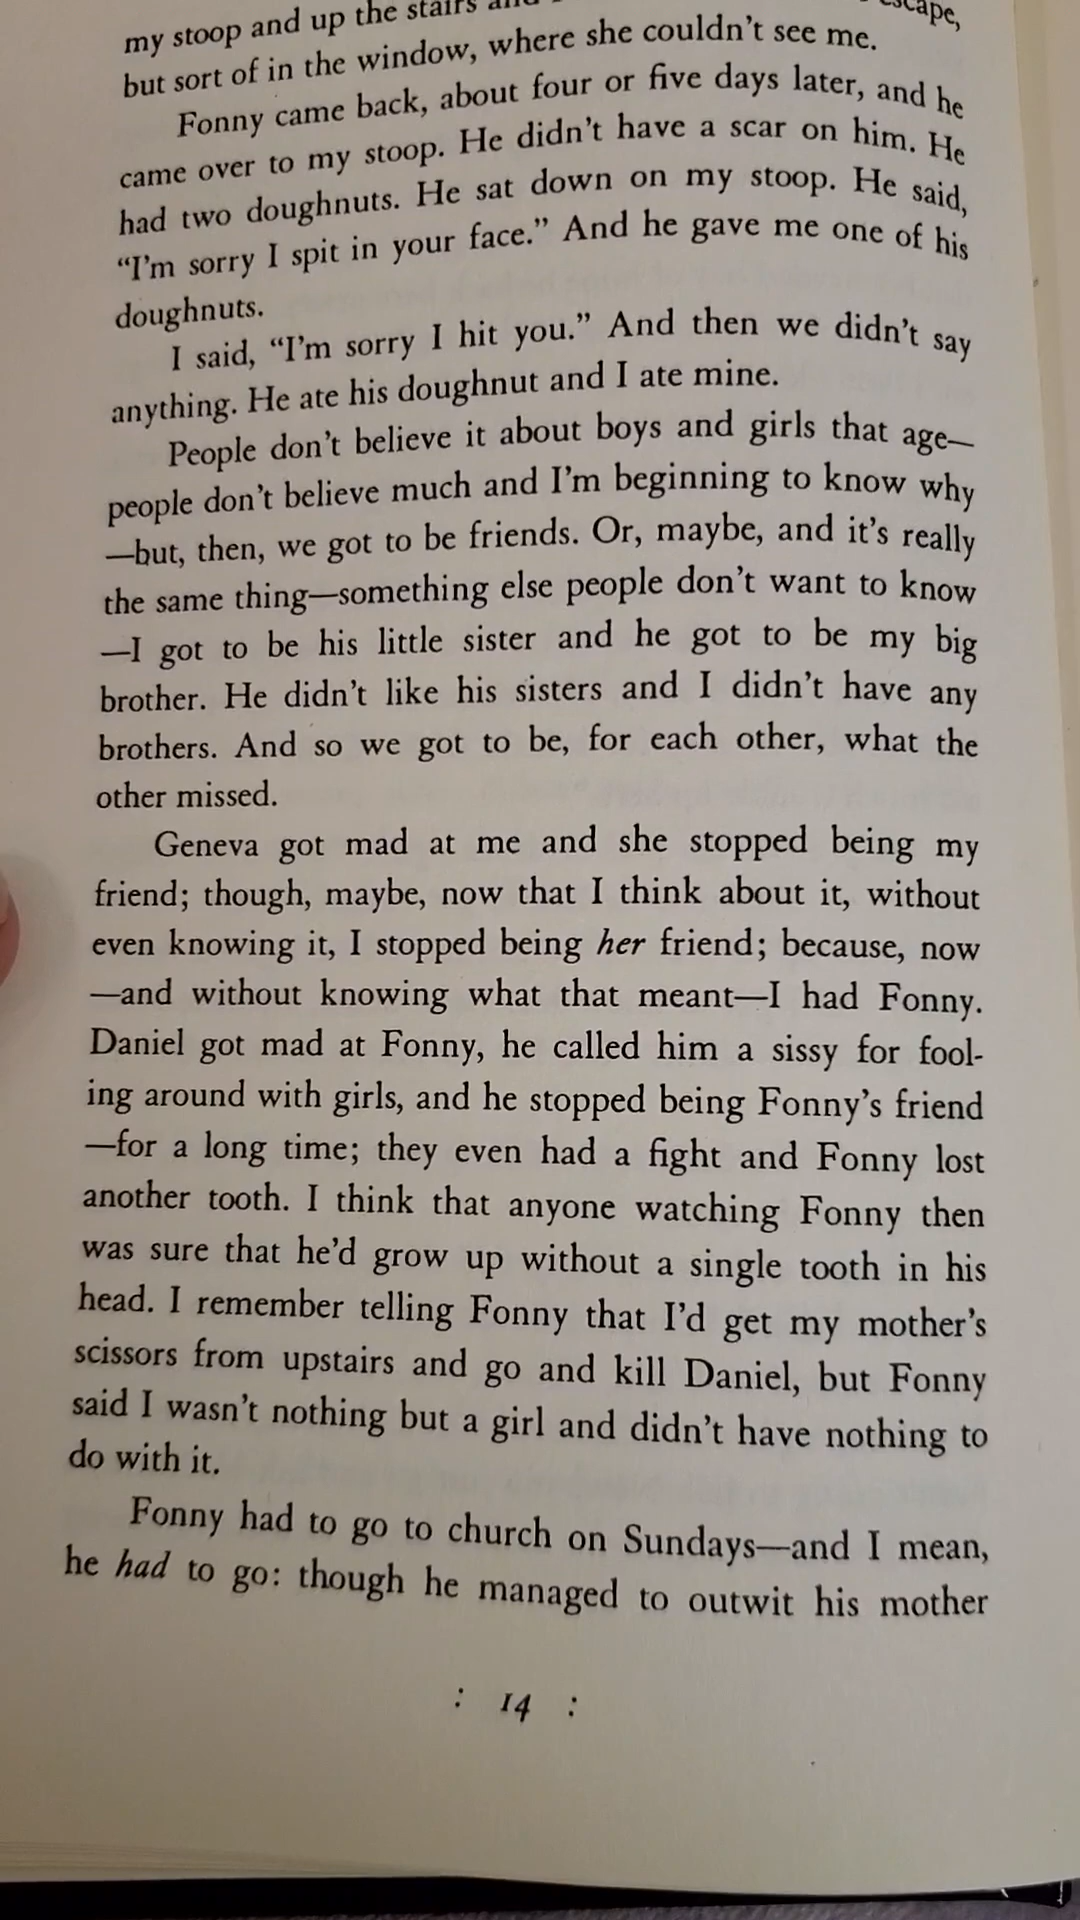 my stoop and up the stairs and
escape,
but sort of in the window, where she couldn't see me.
Fonny came back, about four or five days later, and he
came over to my stoop. He didn't have a scar on him. He
had two doughnuts. He sat down on my stoop. He said,
“I'm sorry I spit in your face.” And he gave me one of his
doughnuts.
I said, “I'm sorry I hit you.” And then we didn't say
anything. He ate his doughnut and I ate mine.
People don't believe it about boys and girls that age—
people don't believe much and I'm beginning to know why
—but, then, we got to be friends. Or, maybe, and it's really
the same thing—something else people don't want to know
—I got to be his little sister and he got to be my big
brother. He didn't like his sisters and I didn't have any
brothers. And so we got to be, for each other, what the
other missed.
Geneva got mad at me and she stopped being my
friend; though, maybe, now that I think about it, without
even knowing it, I stopped being her friend; because, now
—and without knowing what that meant—I had Fonny.
Daniel got mad at Fonny, he called him a sissy for fool-
ing around with girls, and he stopped being Fonny's friend
—for a long time; they even had a fight and Fonny lost
another tooth. I think that anyone watching Fonny then
was sure that he'd grow up without a single tooth in his
head. I remember telling Fonny that I'd get my mother's
scissors from upstairs and go and kill Daniel, but Fonny
said I wasn't nothing but a girl and didn't have nothing to
do with it.
Fonny had to go to church on Sundays—and I mean,
he had to go: though he managed to outwit his mother
: 14 :